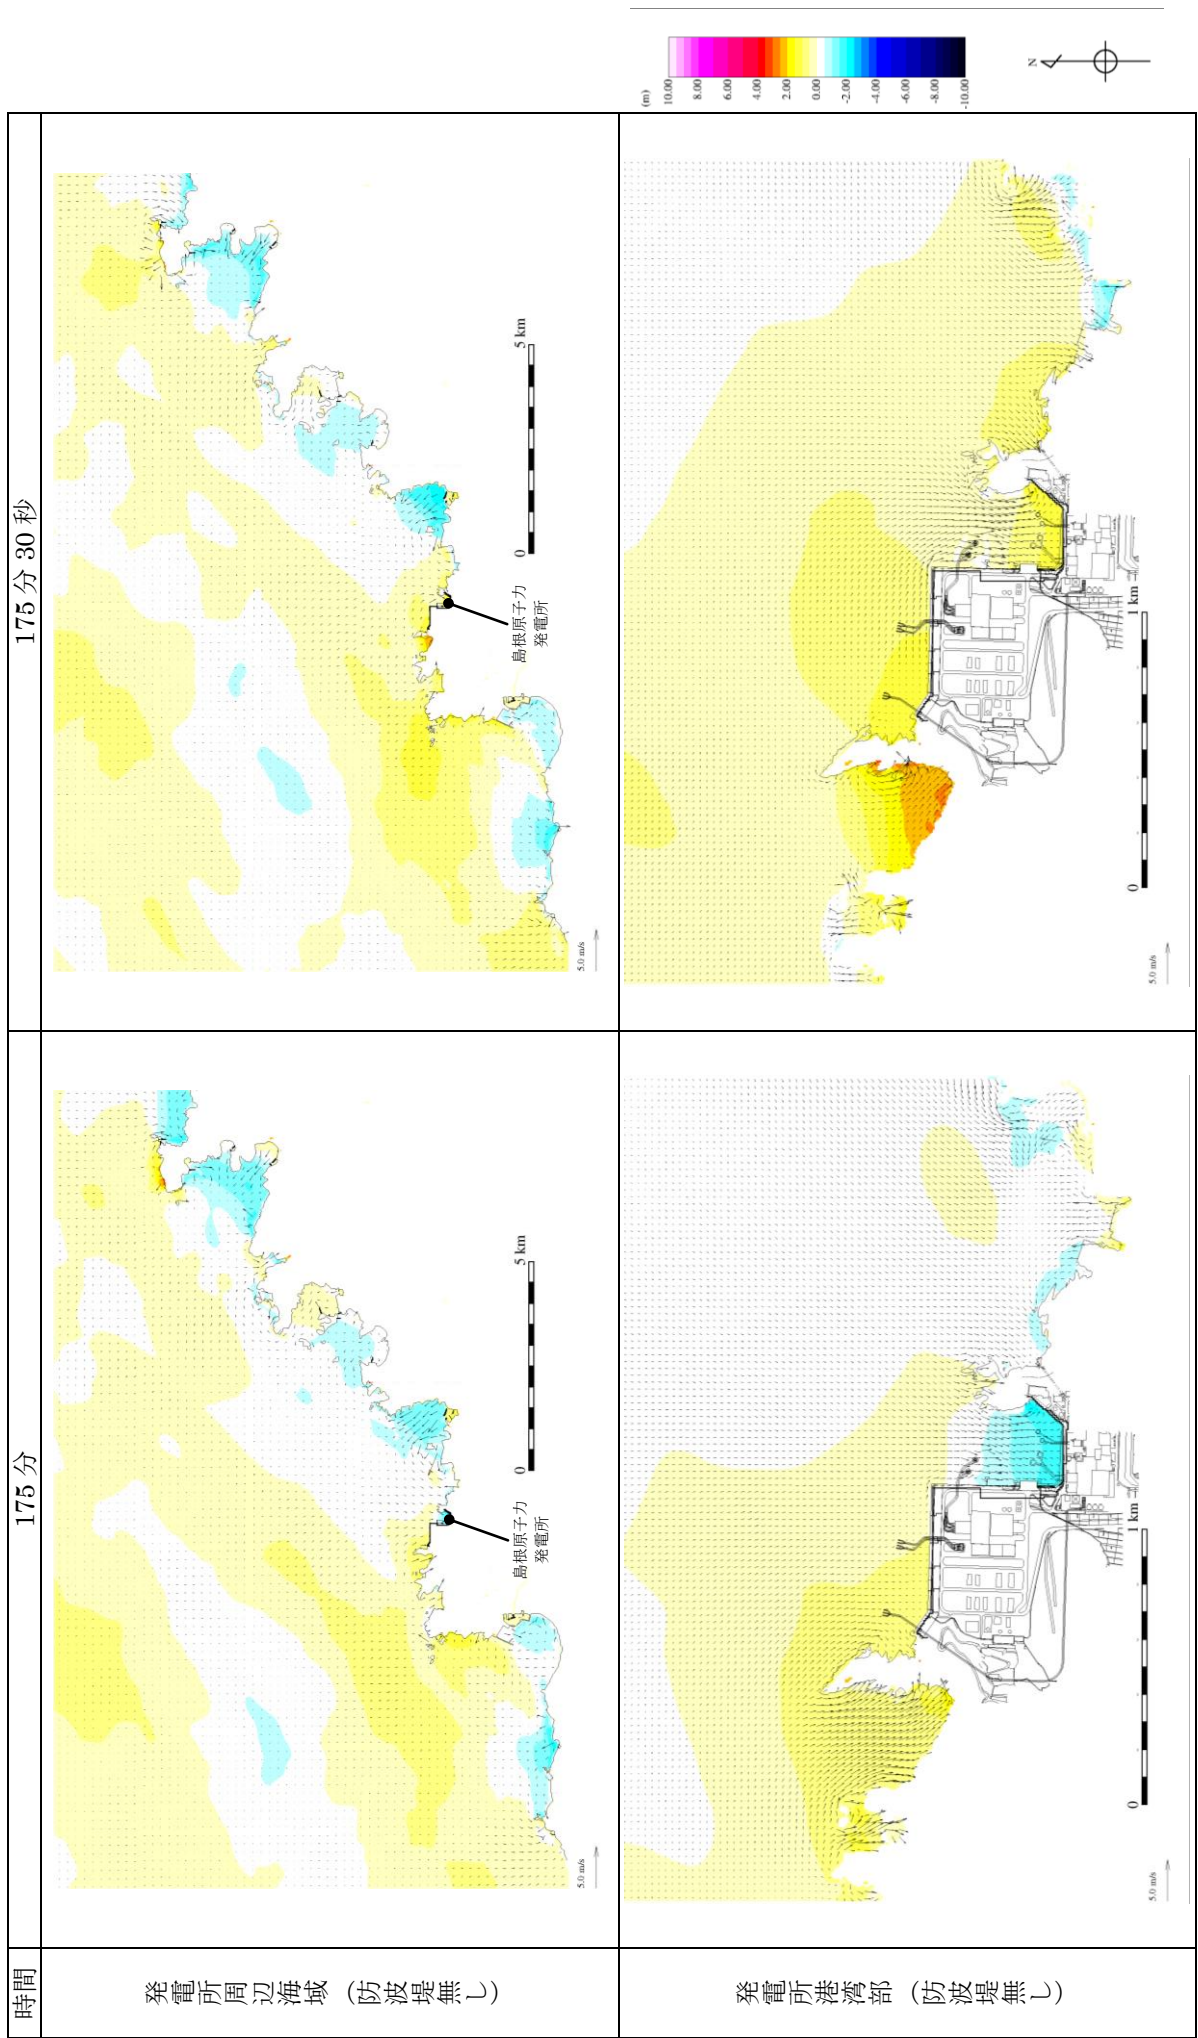 時間
175分
175分30秒
発電所周辺海域（防波堤無し）
島根原子力
発電所
0
5 km
5.0 m/s
島根原子力
発電所
0
5 km
5.0 m/s
発電所港湾部（防波堤無し）
0
1 km
5.0 m/s
0
1 km
5.0 m/s
(m)
10.00
8.00
6.00
4.00
2.00
0.00
-2.00
-4.00
-6.00
-8.00
-10.00
N